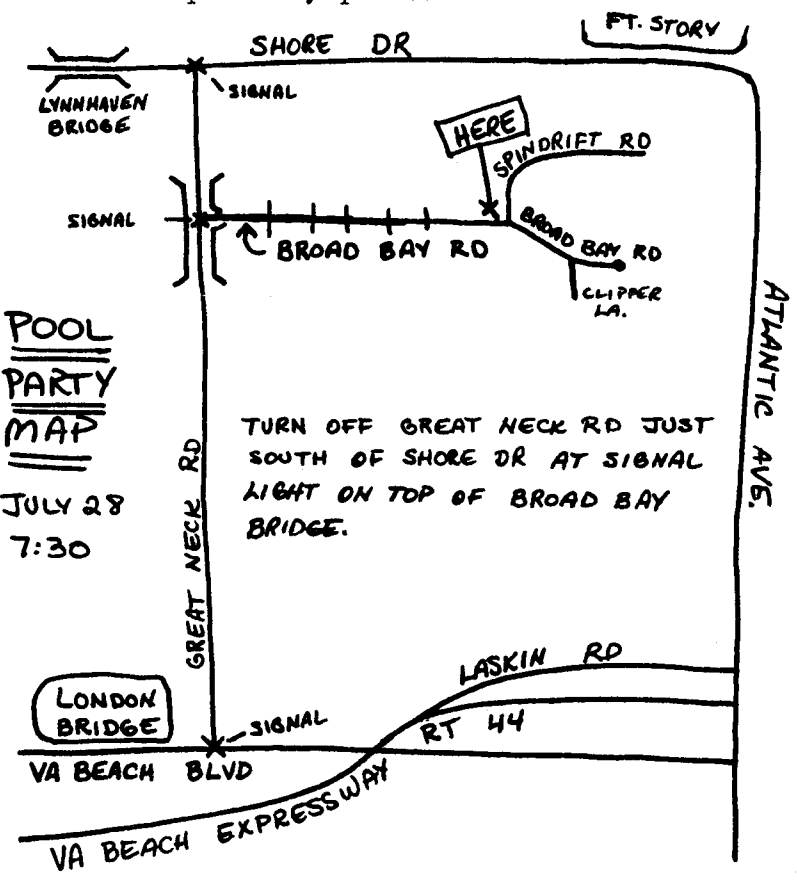 FT. STORY
SHORE DR
SIGNAL
LYNNHAVEN
BRIDGE
HERE
SPINDRIFT RD
SIGNAL
BROAD BAY RD
BROAD BAY RD
CLIPPER
LA.
ATLANTIC AVE.
POOL
PARTY
MAP
JULY 28
7:30
TURN OFF GREAT NECK RD JUST
SOUTH OF SHORE DR AT SIGNAL
LIGHT ON TOP OF BROAD BAY
BRIDGE.
GREAT NECK RD
LASKIN RD
LONDON
BRIDGE
SIGNAL
RT 44
VA BEACH BLVD
VA BEACH EXPRESSWAY